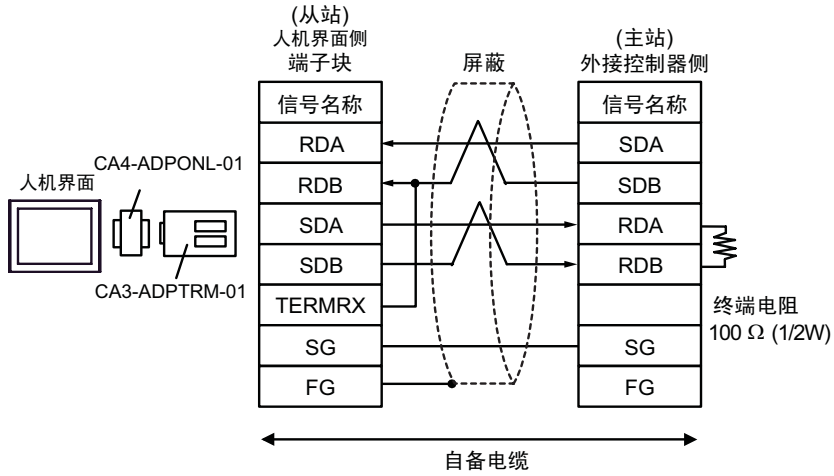 (从站)
人机界面侧
端子块
屏蔽
(主站)
外接控制器侧
信号名称
信号名称
RDA
SDA
RDB
SDB
SDA
RDA
SDB
RDB
TERMRX
SG
SG
FG
FG
CA4-ADPONL-01
人机界面
CA3-ADPTRM-01
终端电阻
100 Ω (1/2W)
自备电缆